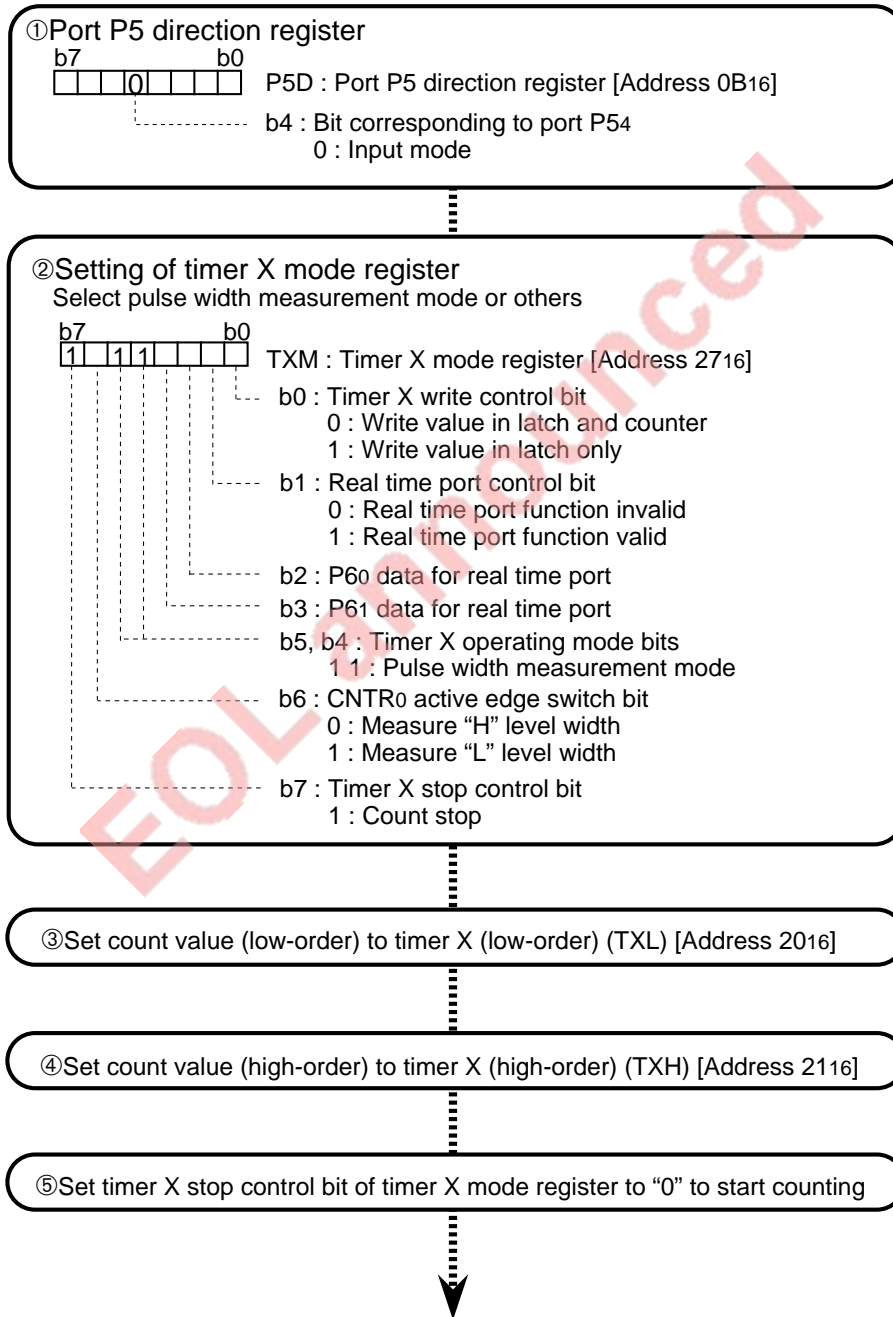 ①Port P5 direction register
b7 b0
0
P5D : Port P5 direction register [Address 0B16]
b4 : Bit corresponding to port P54
0 : Input mode
②Setting of timer X mode register
Select pulse width measurement mode or others
b7 b0
1 1 1
TXM : Timer X mode register [Address 2716]
b0 : Timer X write control bit
0 : Write value in latch and counter
1 : Write value in latch only
b1 : Real time port control bit
0 : Real time port function invalid
1 : Real time port function valid
b2 : P60 data for real time port
b3 : P61 data for real time port
b5, b4 : Timer X operating mode bits
1 1 : Pulse width measurement mode
b6 : CNTR0 active edge switch bit
0 : Measure “H” level width
1 : Measure “L” level width
b7 : Timer X stop control bit
1 : Count stop
③Set count value (low-order) to timer X (low-order) (TXL) [Address 2016]
④Set count value (high-order) to timer X (high-order) (TXH) [Address 2116]
⑤Set timer X stop control bit of timer X mode register to “0” to start counting
EOL announced